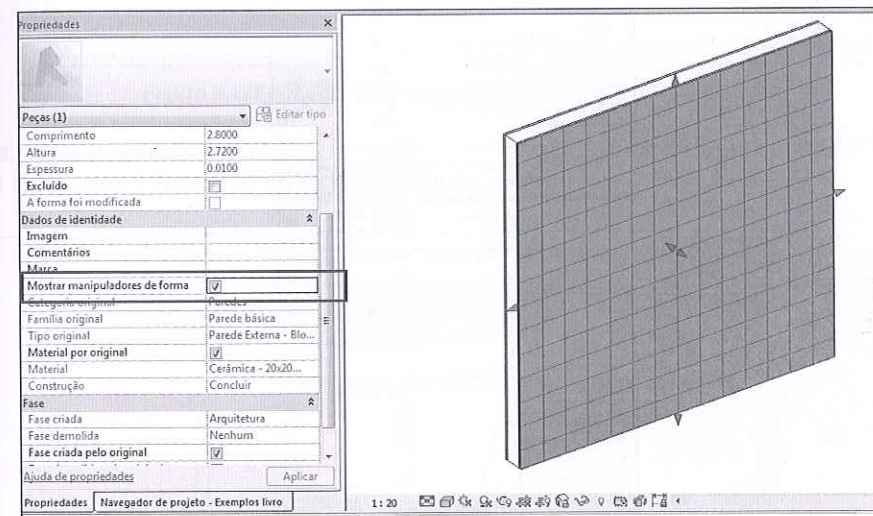 Propriedades
Peças (1)
Editar tipo
Comprimento 2.8000
Altura 2.7200
Espessura 0.0100
Excluído
A forma foi modificada
Dados de identidade
Imagem
Comentários
Marca
Mostrar manipuladores de forma
Categoria original Paredes
Família original Parede básica
Tipo original Parede Externa - Blo...
Material por original
Material Cerâmica - 20x20...
Construção Concluir
Fase
Fase criada Arquitetura
Fase demolida Nenhum
Fase criada pelo original
Ajuda de propriedades Aplicar
Propriedades Navegador de projeto - Exemplos livro
1 : 20